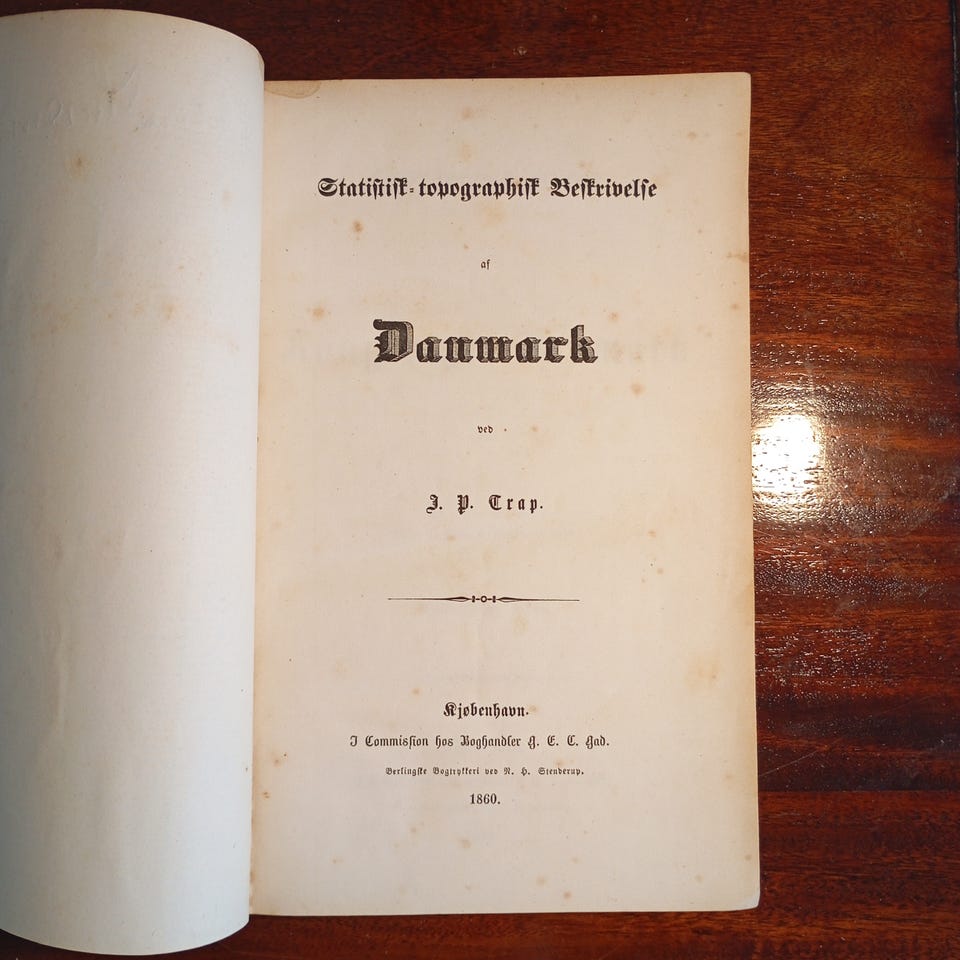 Statistisk-topographisk Beskrivelse
af
Danmark
ved
J. P. Trap.
Kjøbenhavn.
I Commission hos Boghandler G. E. C. Gad.
Berlingske Bogtrykkeri ved N. H. Stenderup.
1860.